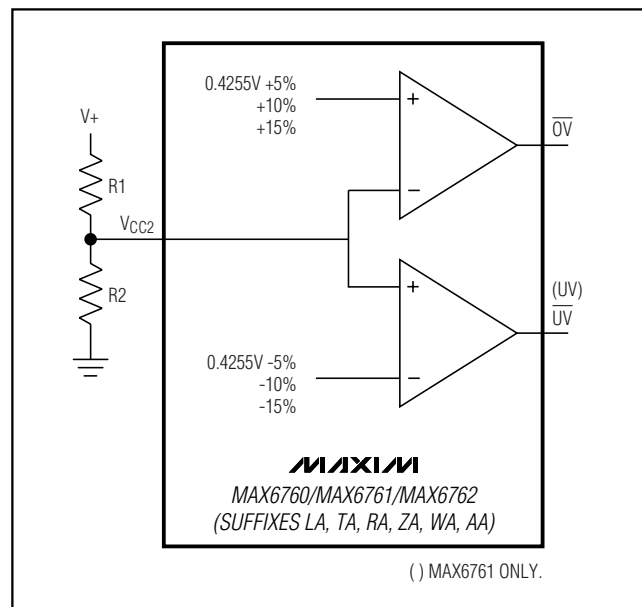 0.4255V +5%
+10%
+15%
V+
R1
VCC2
R2
+
−
OV
+
−
(UV)
UV
0.4255V -5%
-10%
-15%
MAXIM
MAX6760/MAX6761/MAX6762
(SUFFIXES LA, TA, RA, ZA, WA, AA)
( ) MAX6761 ONLY.